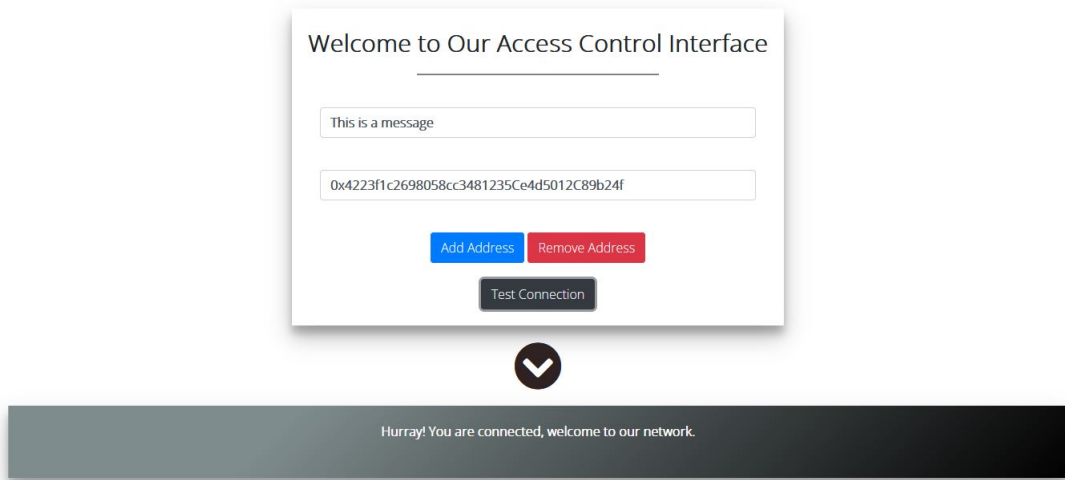 Welcome to Our Access Control Interface
This is a message
0x4223f1c2698058cc3481235Ce4d5012C89b24f
Add Address
Remove Address
Test Connection
Hurray! You are connected, welcome to our network.